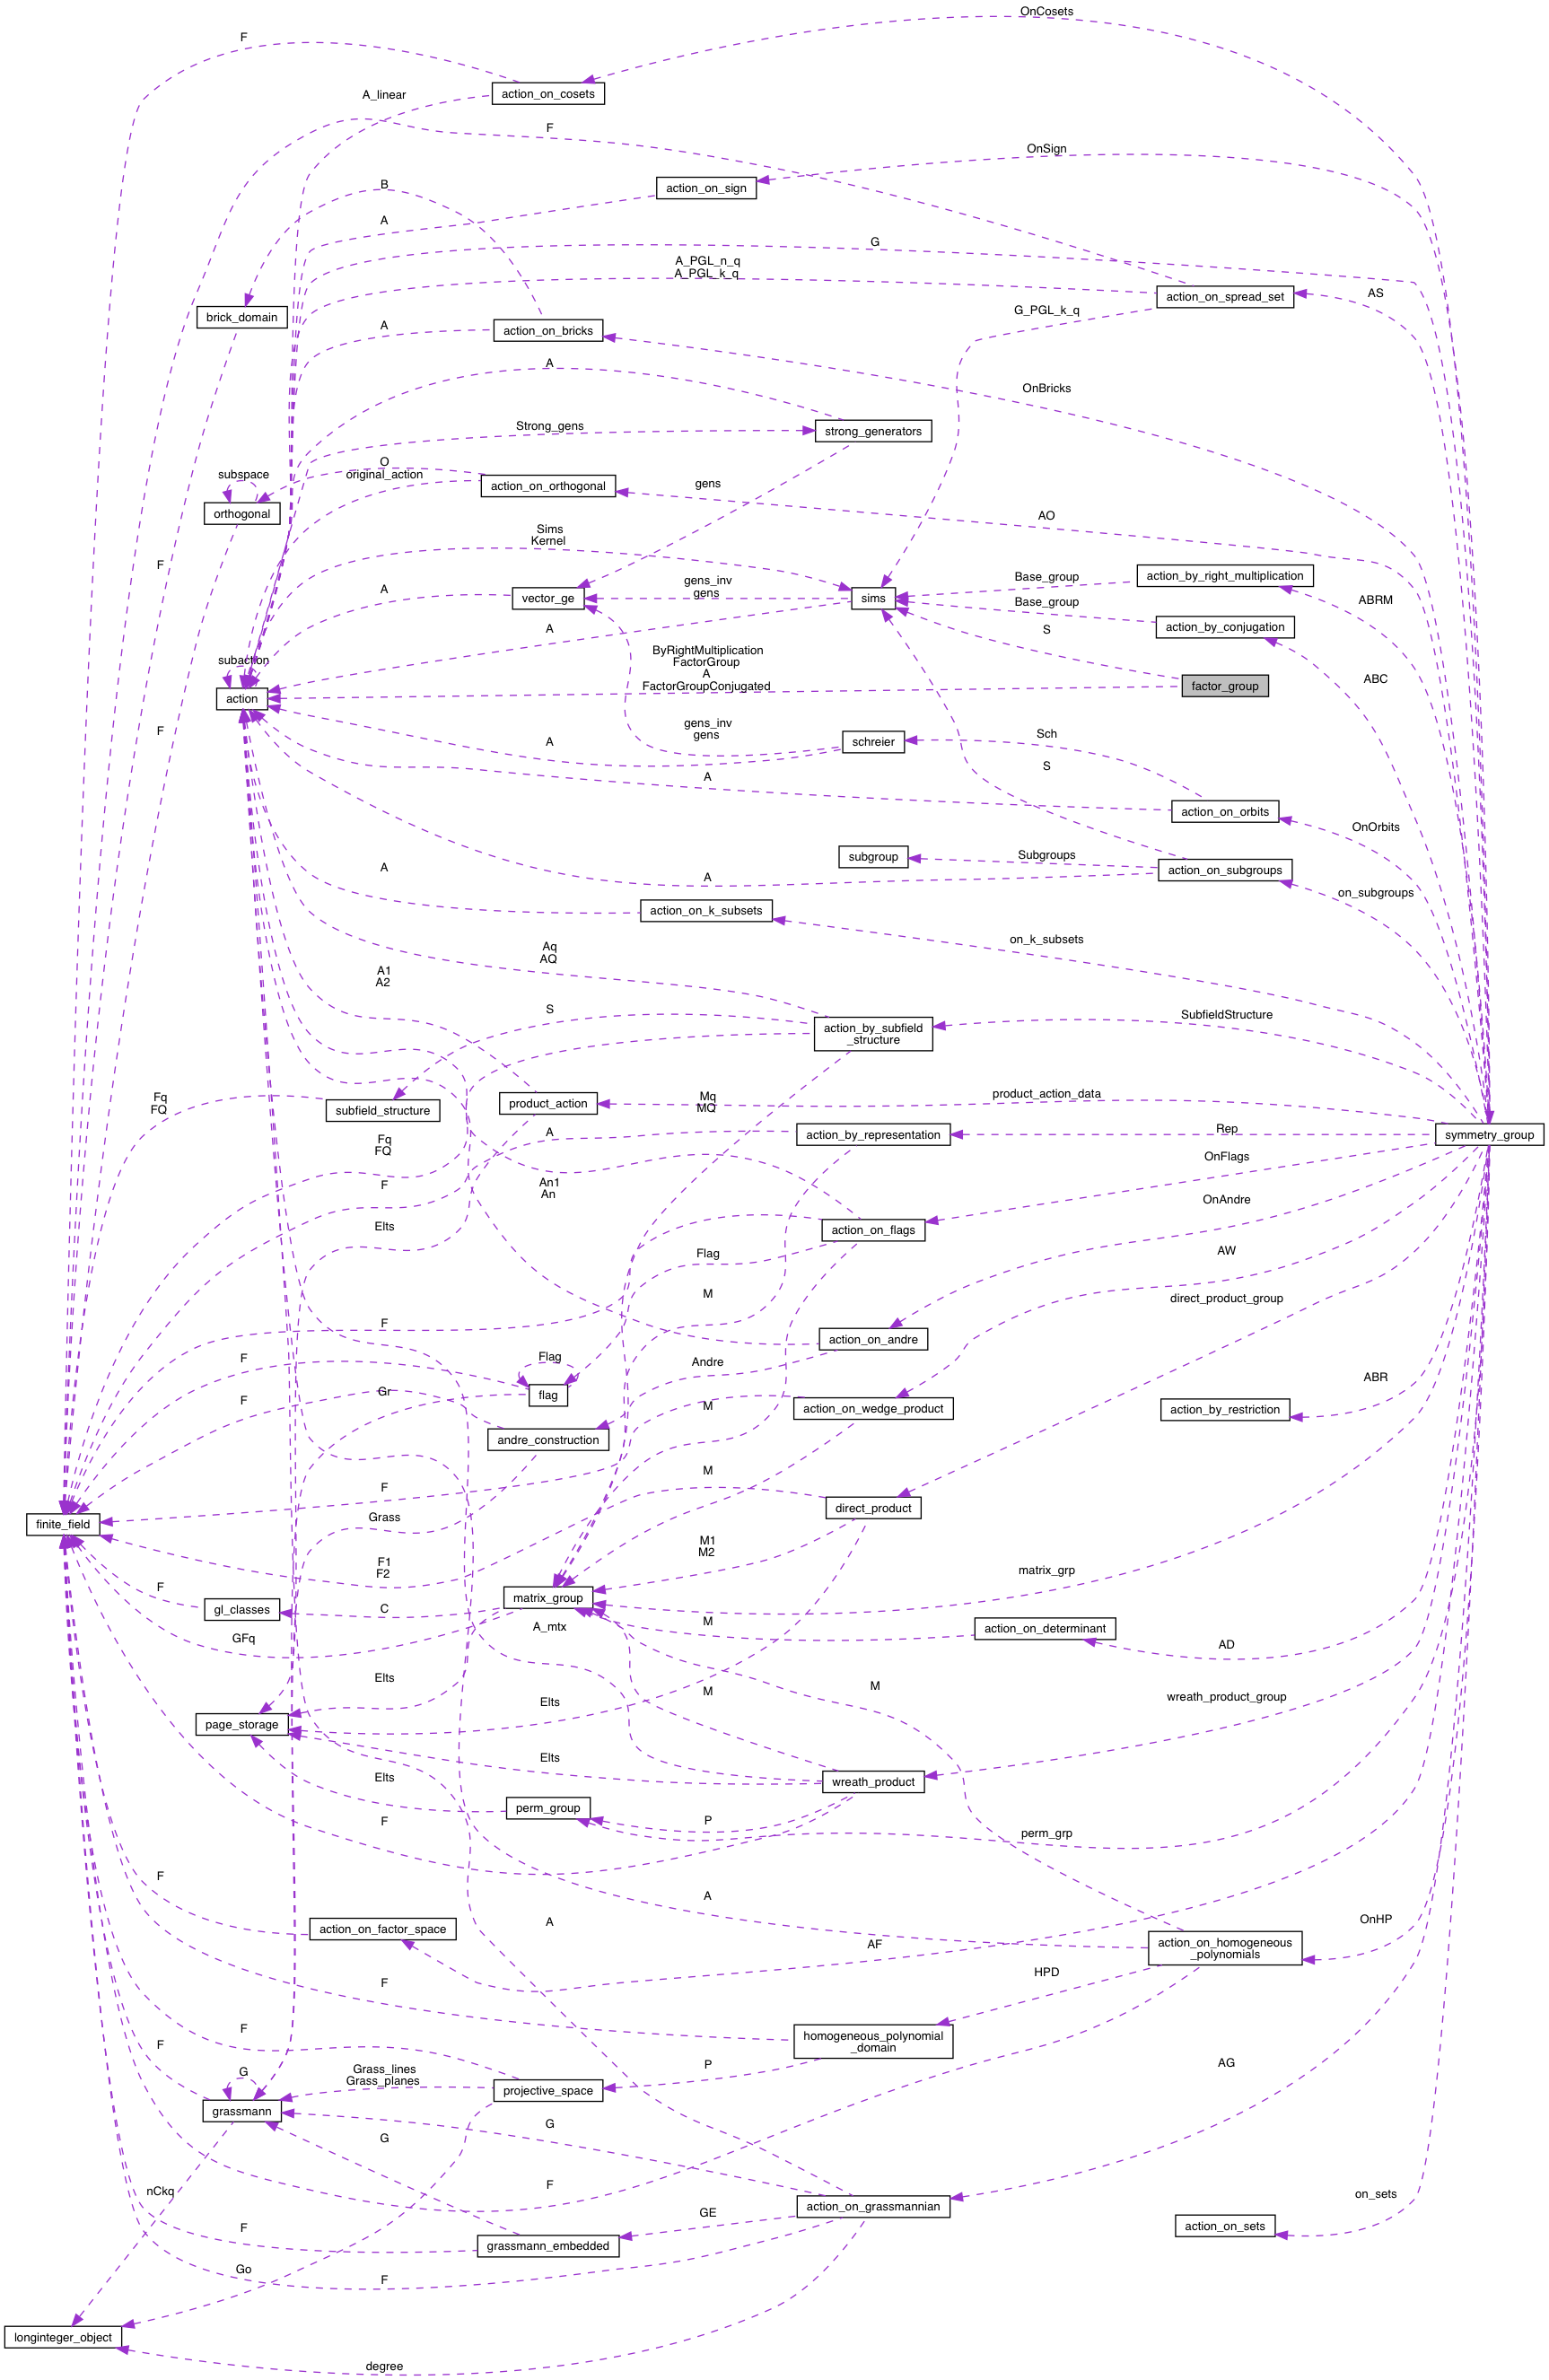 OnCosets
F
action_on_cosets
A_linear
F
OnSign
B
action_on_sign
A
G
A_PGL_n_q
A_PGL_k_q
action_on_spread_set
AS
brick_domain
G_PGL_k_q
A
action_on_bricks
A
OnBricks
Strong_gens
strong_generators
O
subspace
original_action
action_on_orthogonal
gens
orthogonal
AO
Sims
Kernel
F
gens_inv
gens
Base_group
action_by_right_multiplication
A
vector_ge
sims
Base_group
ABRM
action_by_conjugation
A
S
subaction
ByRightMultiplication
FactorGroup
A
FactorGroupConjugated
ABC
factor_group
action
F
gens_inv
gens
Sch
A
schreier
S
A
action_on_orbits
OnOrbits
subgroup
Subgroups
A
action_on_subgroups
A
on_subgroups
action_on_k_subsets
on_k_subsets
Aq
AQ
A1
A2
S
SubfieldStructure
action_by_subfield
_structure
Fq
FQ
subfield_structure
product_action
Mq
MQ
product_action_data
A
action_by_representation
Rep
symmetry_group
Fq
FQ
OnFlags
F
An1
An
OnAndre
Elts
action_on_flags
Flag
AW
M
direct_product_group
F
action_on_andre
F
Flag
Andre
ABR
F
Gr
flag
M
action_on_wedge_product
action_by_restriction
andre_construction
M
F
direct_product
finite_field
Grass
M1
M2
F1
F2
matrix_grp
F
gl_classes
C
matrix_group
A_mtx
M
action_on_determinant
GFq
AD
Elts
M
M
Elts
wreath_product_group
page_storage
Elts
Elts
wreath_product
perm_group
F
P
perm_grp
F
A
A
action_on_factor_space
AF
action_on_homogeneous
_polynomials
OnHP
F
HPD
F
F
homogeneous_polynomial
_domain
G
Grass_lines
Grass_planes
P
AG
projective_space
grassmann
G
G
nCkq
F
action_on_grassmannian
on_sets
GE
F
action_on_sets
grassmann_embedded
Go
F
longinteger_object
degree